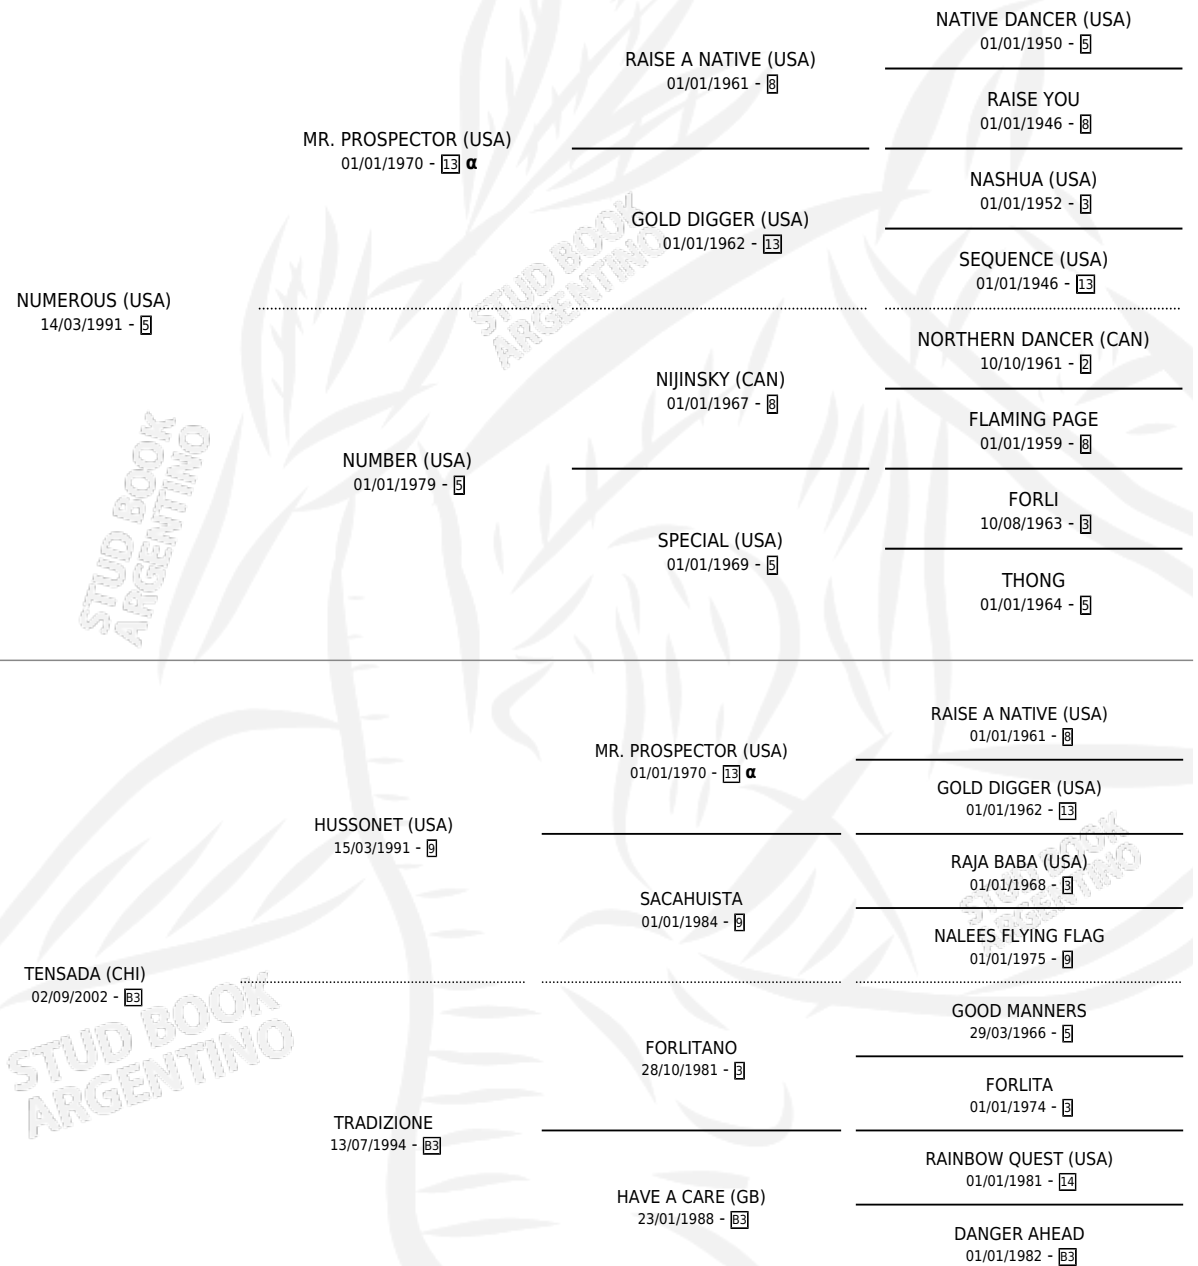 NATIVE DANCER (USA)
01/01/1950 - 5
RAISE A NATIVE (USA)
01/01/1961 - 8
RAISE YOU
01/01/1946 - 8
MR. PROSPECTOR (USA)
01/01/1970 - 13 α
NASHUA (USA)
01/01/1952 - 3
GOLD DIGGER (USA)
01/01/1962 - 13
SEQUENCE (USA)
01/01/1946 - 13
NUMEROUS (USA)
14/03/1991 - 5
NORTHERN DANCER (CAN)
10/10/1961 - 2
NIJINSKY (CAN)
01/01/1967 - 8
FLAMING PAGE
01/01/1959 - 8
NUMBER (USA)
01/01/1979 - 5
FORLI
10/08/1963 - 3
SPECIAL (USA)
01/01/1969 - 5
THONG
01/01/1964 - 5
STUD BOOK
ARGENTINO
STUD BOOK
ARGENTINO
RAISE A NATIVE (USA)
01/01/1961 - 8
MR. PROSPECTOR (USA)
01/01/1970 - 13 α
GOLD DIGGER (USA)
01/01/1962 - 13
HUSSONET (USA)
15/03/1991 - 9
RAJA BABA (USA)
01/01/1968 - 3
SACAHUISTA
01/01/1984 - 9
NALEES FLYING FLAG
01/01/1975 - 9
TENSADA (CHI)
02/09/2002 - B3
GOOD MANNERS
29/03/1966 - 5
FORLITANO
28/10/1981 - 3
FORLITA
01/01/1974 - 3
TRADIZIONE
13/07/1994 - B3
RAINBOW QUEST (USA)
01/01/1981 - 14
HAVE A CARE (GB)
23/01/1988 - B3
DANGER AHEAD
01/01/1982 - B3
STUD BOOK
ARGENTINO
STUD BOOK
ARGENTINO